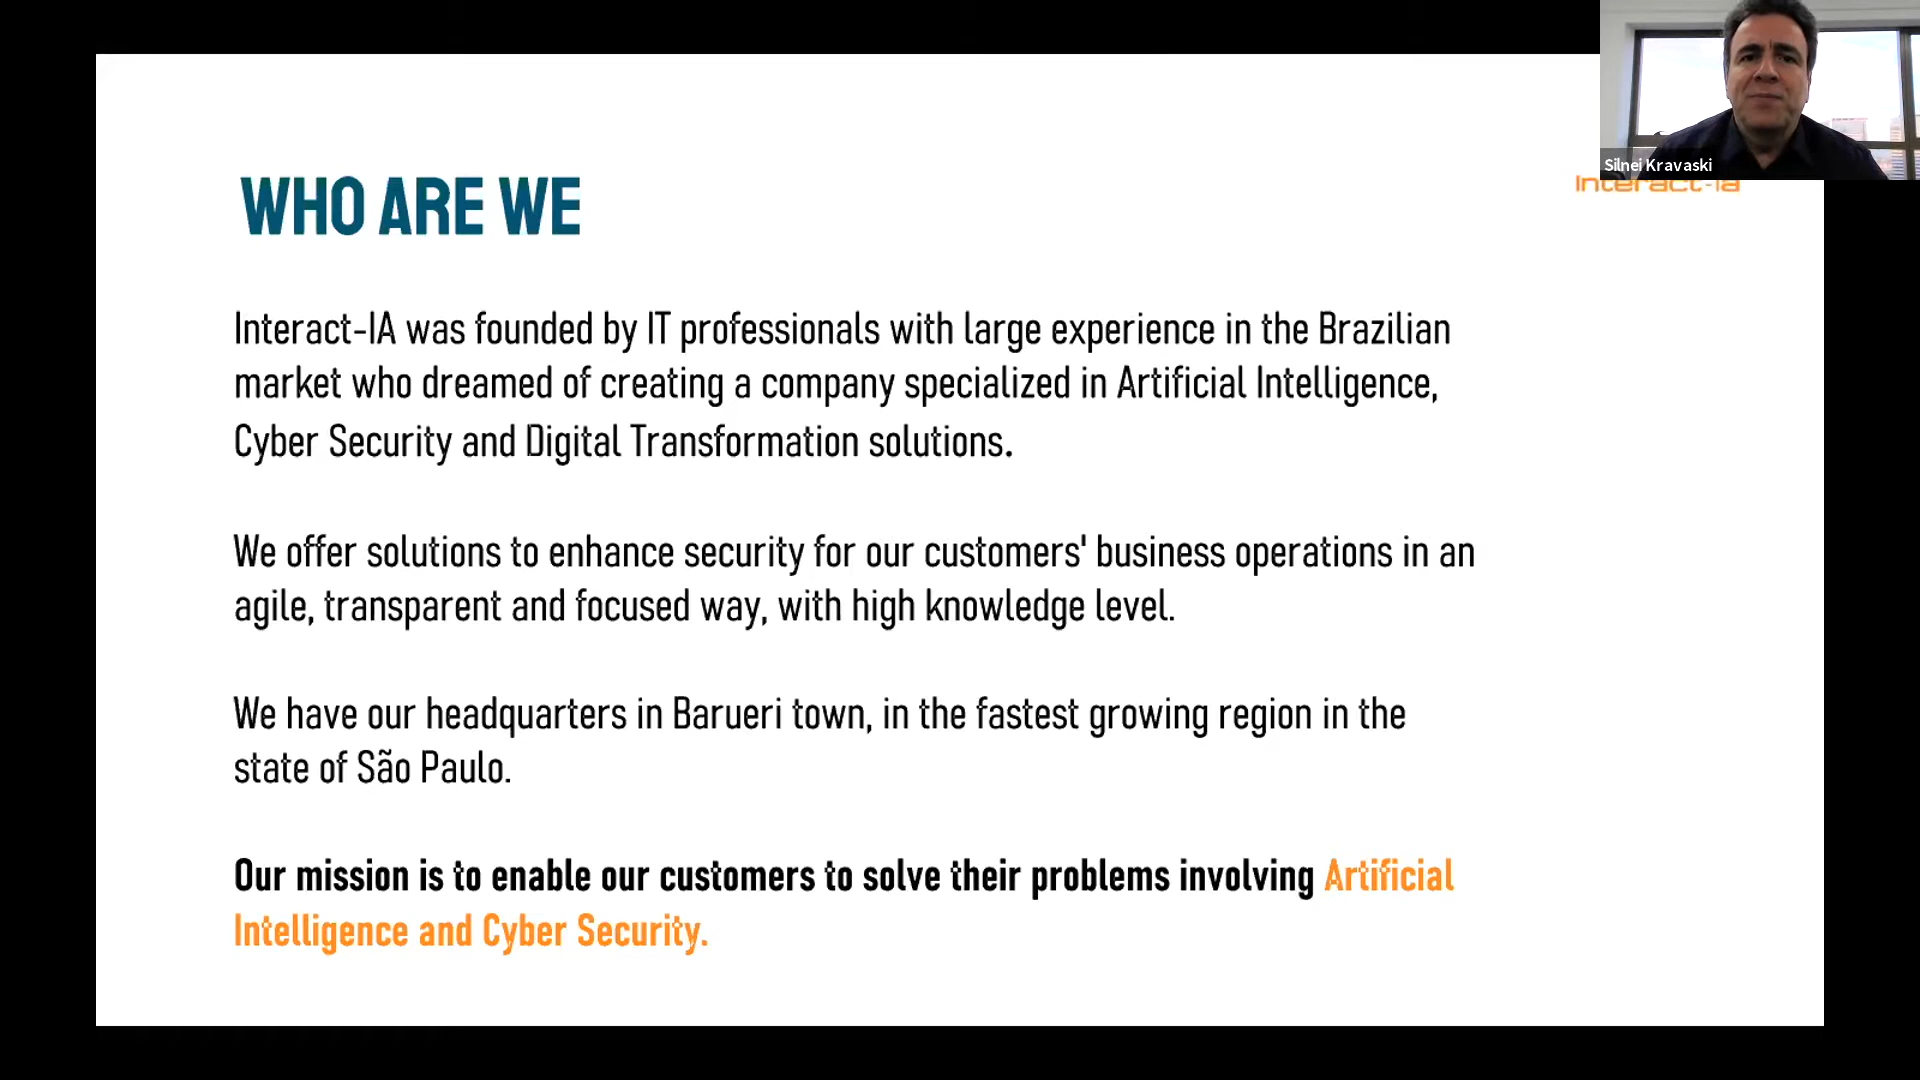 Silnei Kravaski
Interact-ia
WHO ARE WE
Interact-IA was founded by IT professionals with large experience in the Brazilian
market who dreamed of creating a company specialized in Artificial Intelligence,
Cyber Security and Digital Transformation solutions.
We offer solutions to enhance security for our customers' business operations in an
agile, transparent and focused way, with high knowledge level.
We have our headquarters in Barueri town, in the fastest growing region in the
state of São Paulo.
Our mission is to enable our customers to solve their problems involving Artificial
Intelligence and Cyber Security.